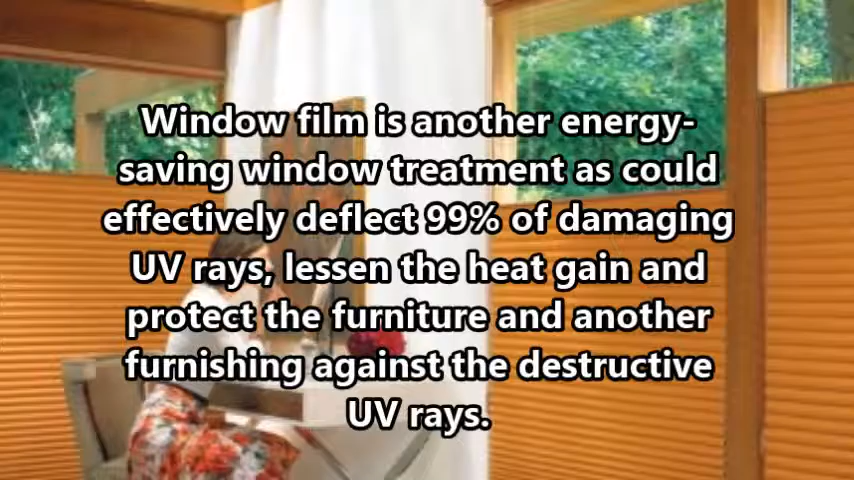 Window film is another energy-
saving window treatment as could
effectively deflect 99% of damaging
UV rays, lessen the heat gain and
protect the furniture and another
furnishing against the destructive
UV rays.